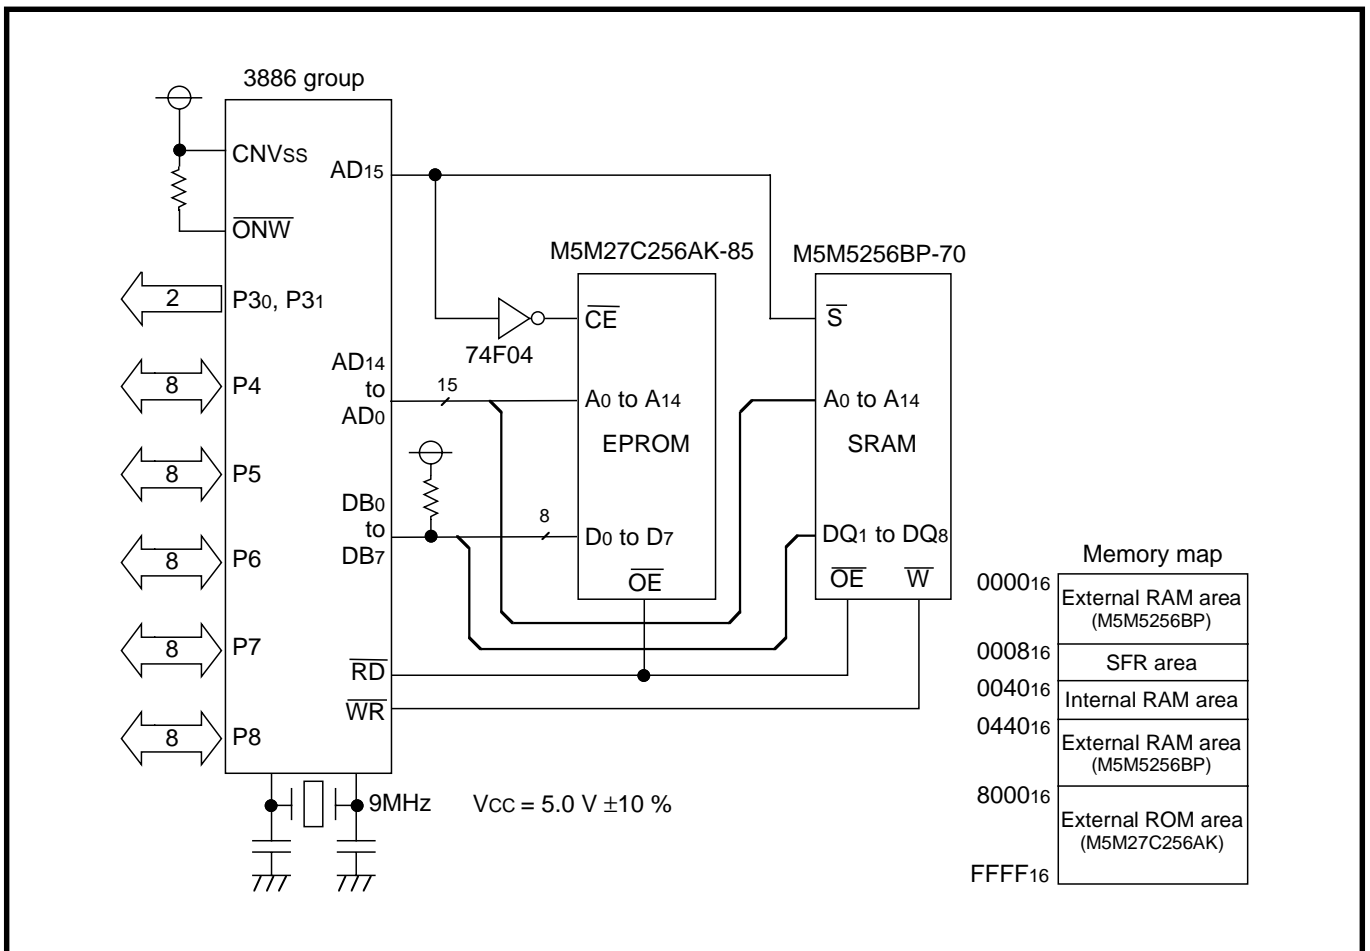 3886 group
CNVSS
AD15
ONW
M5M27C256AK-85
M5M5256BP-70
2
P30, P31
CE
S
74F04
8
P4
AD14
to
AD0
15
A0 to A14
A0 to A14
EPROM
SRAM
8
P5
DB0
to
DB7
8
D0 to D7
DQ1 to DQ8
8
P6
OE
OE
W
Memory map
000016
External RAM area
(M5M5256BP)
000816
SFR area
004016
Internal RAM area
044016
External RAM area
(M5M5256BP)
800016
External ROM area
(M5M27C256AK)
FFFF16
8
P7
RD
WR
8
P8
9MHz
VCC = 5.0 V ±10 %